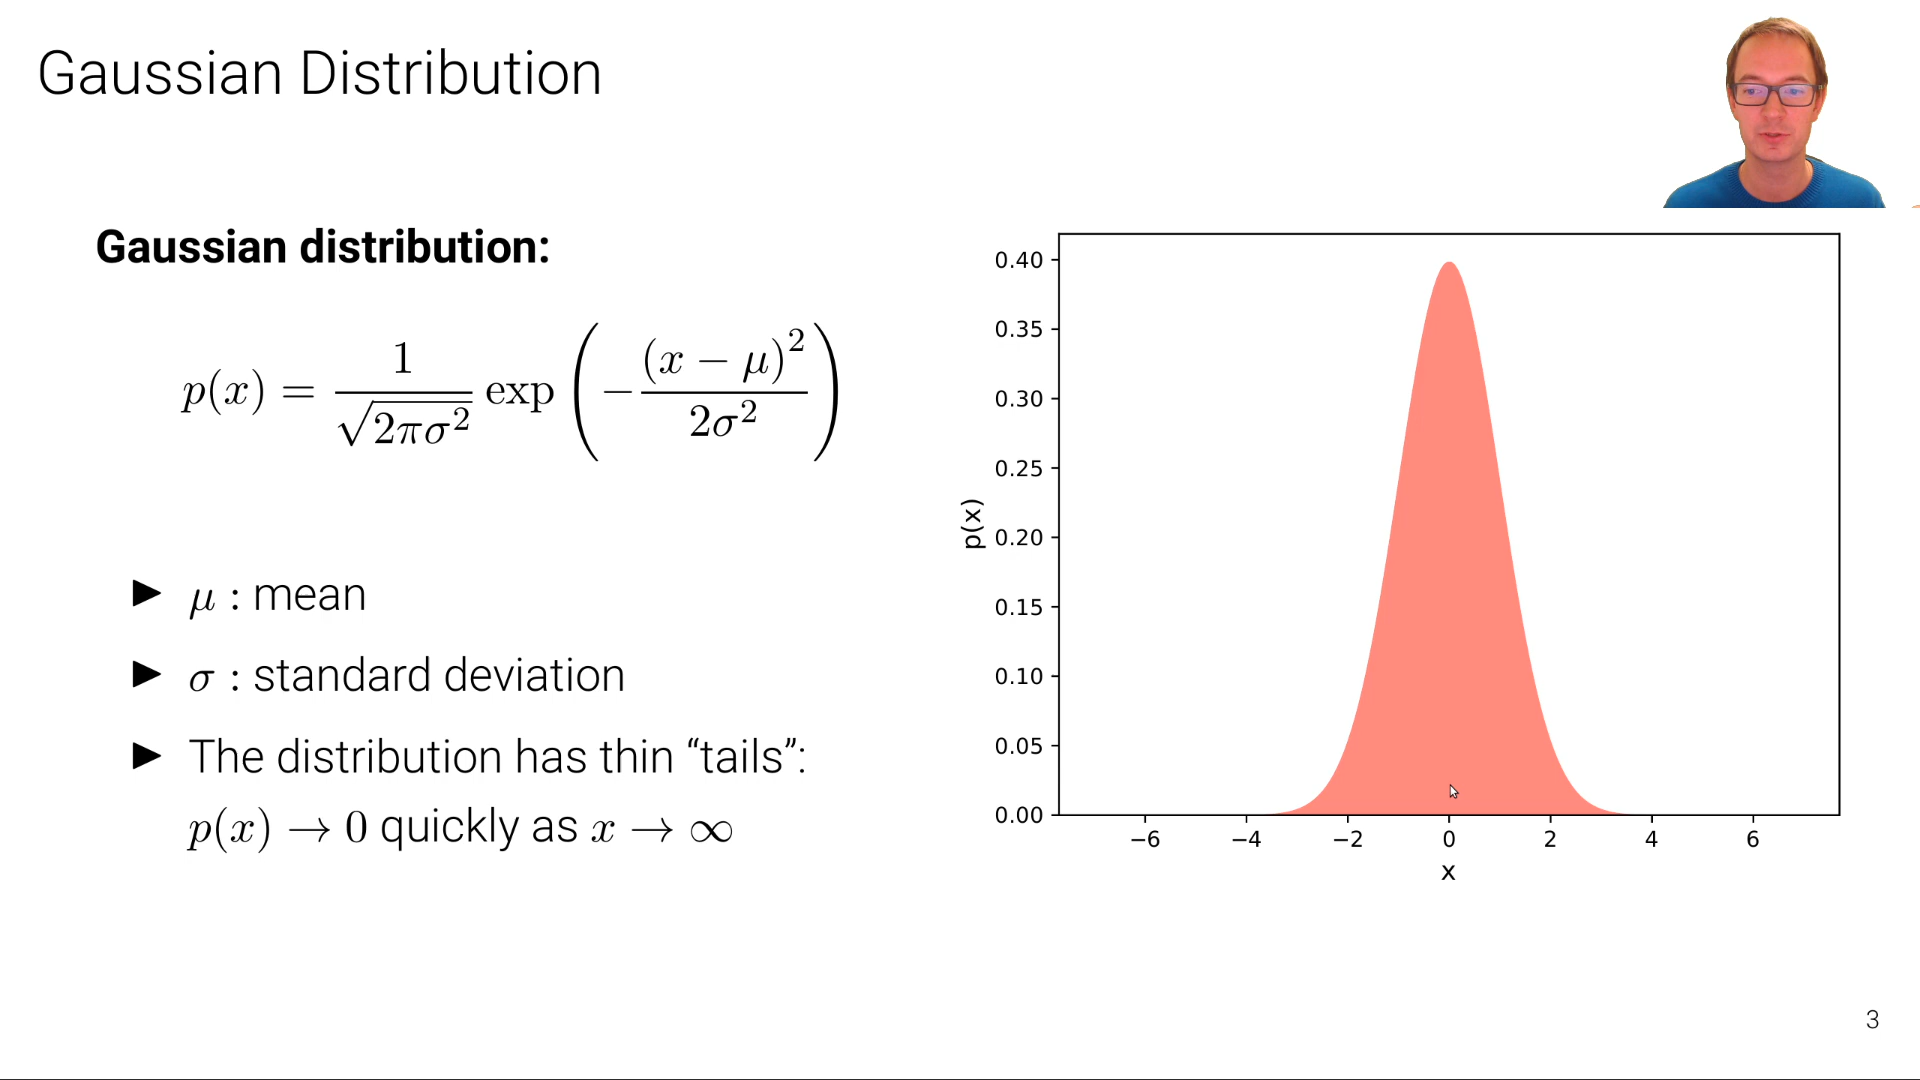 Gaussian Distribution
Gaussian distribution:
p(x) = 1/√(2πσ²) exp(−(x − μ)²/(2σ²))
▶ μ : mean
▶ σ : standard deviation
▶ The distribution has thin “tails”:
p(x) → 0 quickly as x → ∞
0.40
0.35
0.30
0.25
0.20
0.15
0.10
0.05
0.00
p(x)
−6 −4 −2 0 2 4 6
x
3